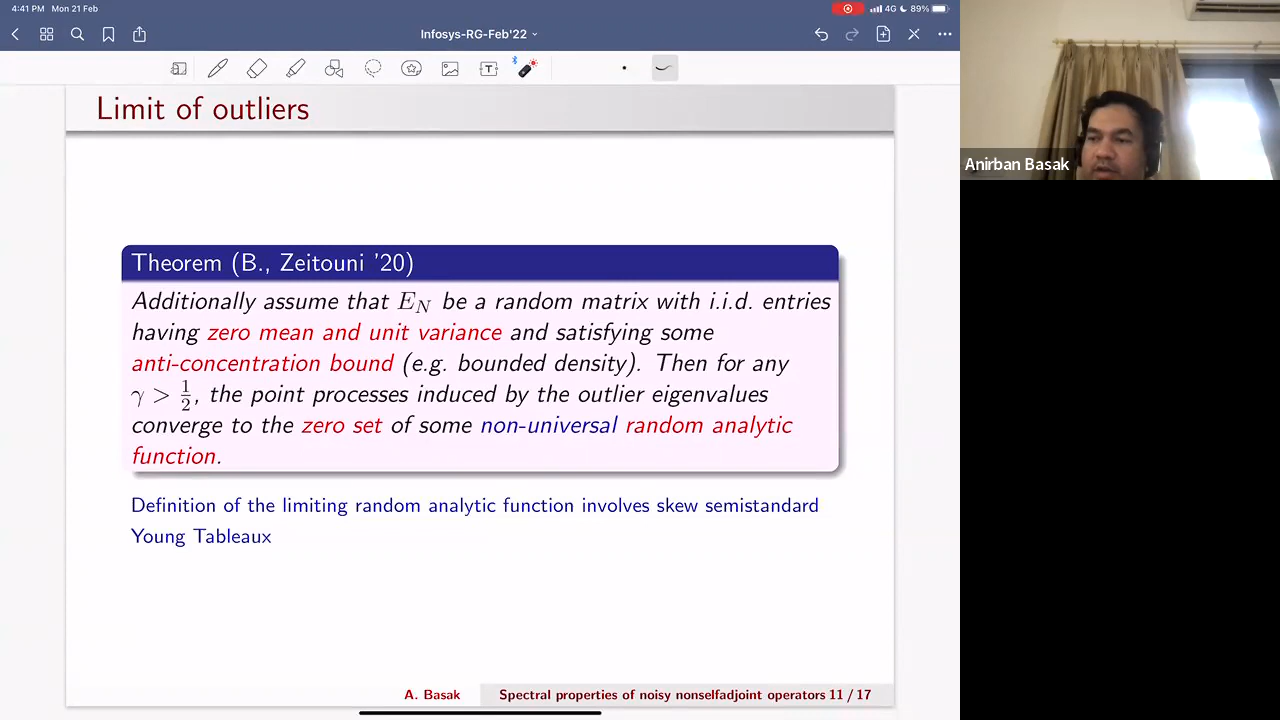 4:41 PM Mon 21 Feb
4G 89%
Infosys-RG-Feb'22
Limit of outliers
Theorem (B., Zeitouni '20)
Additionally assume that E_N be a random matrix with i.i.d. entries
having zero mean and unit variance and satisfying some
anti-concentration bound (e.g. bounded density). Then for any
γ > 1/2, the point processes induced by the outlier eigenvalues
converge to the zero set of some non-universal random analytic
function.
Definition of the limiting random analytic function involves skew semistandard
Young Tableaux
A. Basak Spectral properties of noisy nonselfadjoint operators 11 / 17
Anirban Basak